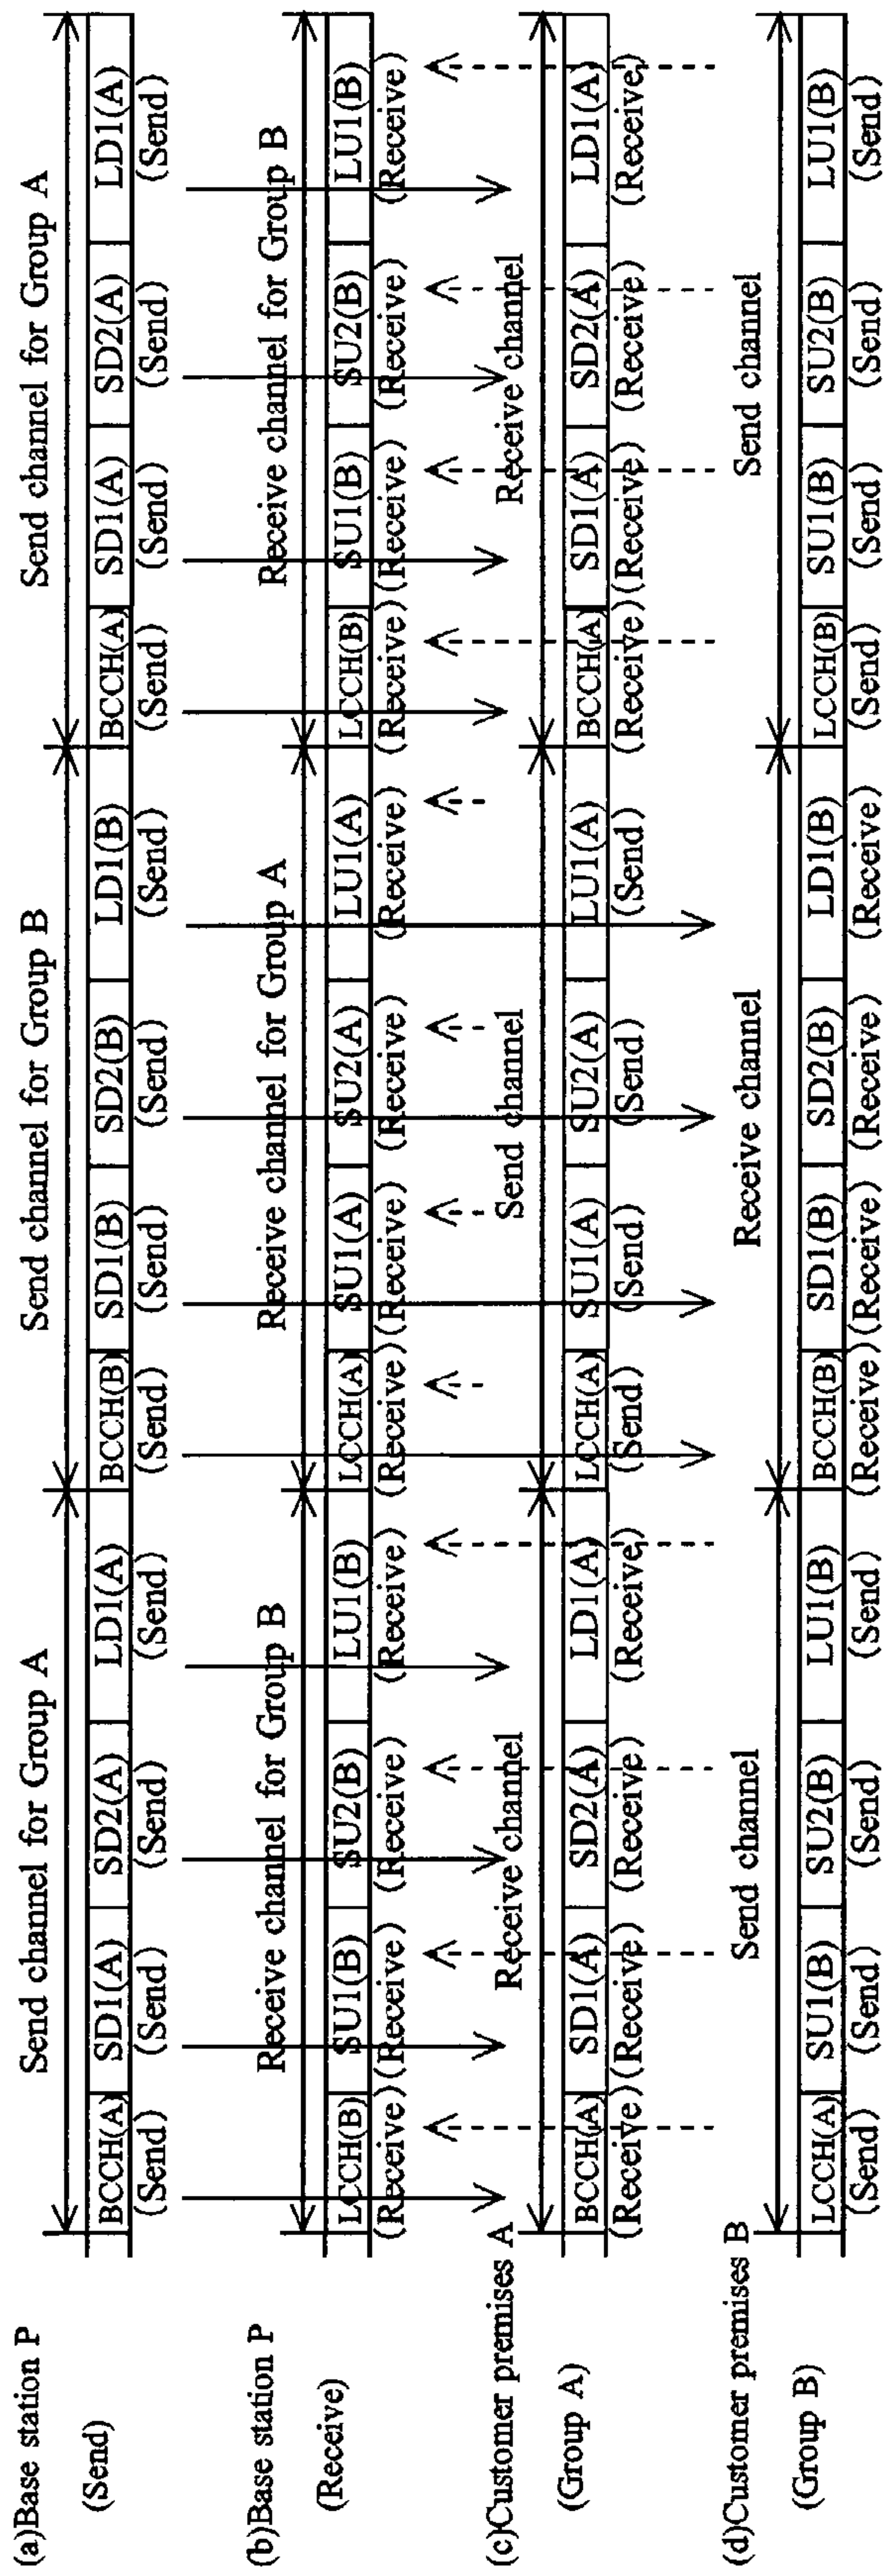 (a)Base station P
(Send)
Send channel for Group A
Send channel for Group B
Send channel for Group A
BCCH(A)
SD1(A)
SD2(A)
LD1(A)
BCCH(B)
SD1(B)
SD2(B)
LD1(B)
BCCH(A)
SD1(A)
SD2(A)
LD1(A)
(Send)
(Send)
(Send)
(Send)
(Send)
(Send)
(Send)
(Send)
(Send)
(Send)
(Send)
(Send)
(b)Base station P
(Receive)
Receive channel for Group B
Receive channel for Group A
Receive channel for Group B
LCCH(B)
SU1(B)
SU2(B)
LU1(B)
LCCH(A)
SU1(A)
SU2(A)
LU1(A)
LCCH(B)
SU1(B)
SU2(B)
LU1(B)
(Receive)
(Receive)
(Receive)
(Receive)
(Receive)
(Receive)
(Receive)
(Receive)
(Receive)
(Receive)
(Receive)
(Receive)
(c)Customer premises A
(Group A)
Receive channel
Send channel
Receive channel
BCCH(A)
SD1(A)
SD2(A)
LD1(A)
LCCH(A)
SU1(A)
SU2(A)
LU1(A)
BCCH(A)
SD1(A)
SD2(A)
LD1(A)
(Receive)
(Receive)
(Receive)
(Receive)
(Send)
(Send)
(Send)
(Send)
(Receive)
(Receive)
(Receive)
(Receive)
(d)Customer premises B
(Group B)
Send channel
Receive channel
Send channel
LCCH(A)
SU1(B)
SU2(B)
LU1(B)
BCCH(B)
SD1(B)
SD2(B)
LD1(B)
LCCH(B)
SU1(B)
SU2(B)
LU1(B)
(Send)
(Send)
(Send)
(Send)
(Receive)
(Receive)
(Receive)
(Receive)
(Send)
(Send)
(Send)
(Send)